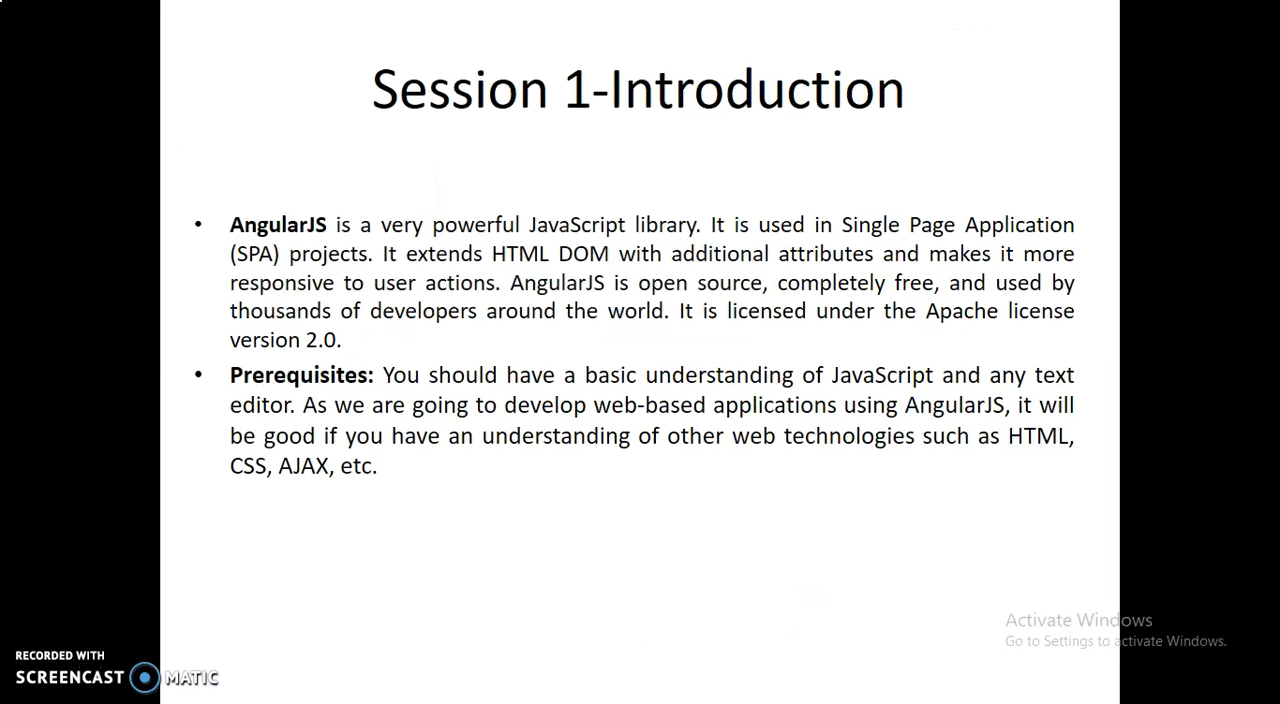 Session 1-Introduction
• AngularJS is a very powerful JavaScript library. It is used in Single Page Application
(SPA) projects. It extends HTML DOM with additional attributes and makes it more
responsive to user actions. AngularJS is open source, completely free, and used by
thousands of developers around the world. It is licensed under the Apache license
version 2.0.
• Prerequisites: You should have a basic understanding of JavaScript and any text
editor. As we are going to develop web-based applications using AngularJS, it will
be good if you have an understanding of other web technologies such as HTML,
CSS, AJAX, etc.
Activate Windows
Go to Settings to activate Windows.
RECORDED WITH
SCREENCAST MATIC